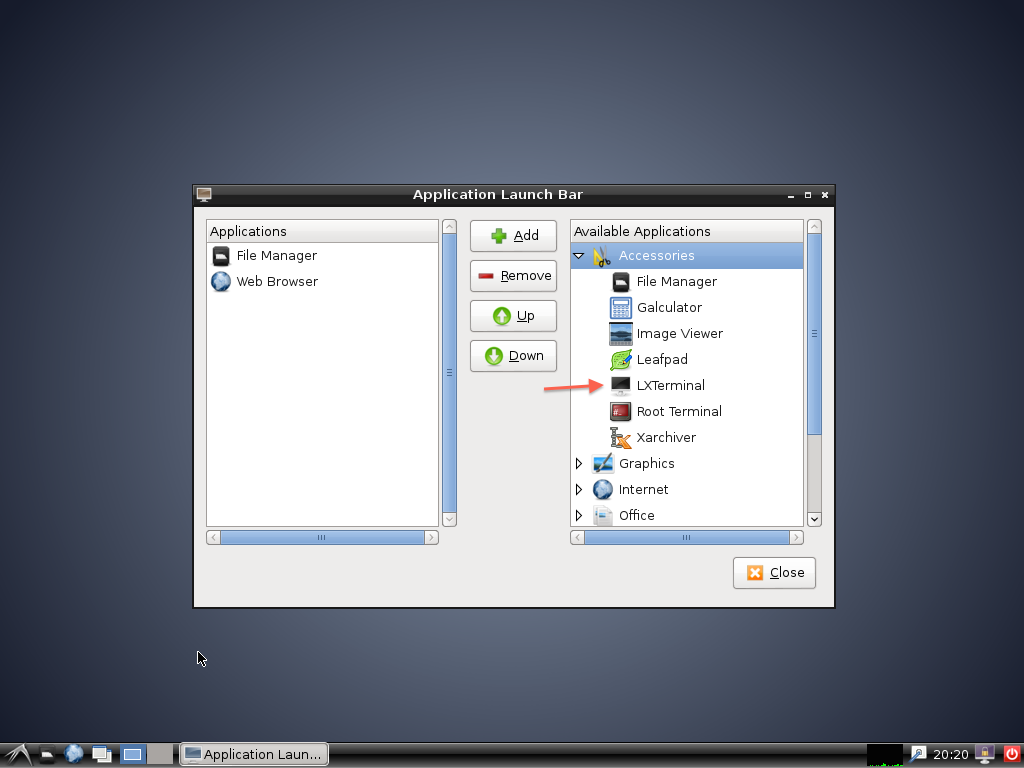 Application Launch Bar
Applications
File Manager
Web Browser
Add
Remove
Up
Down
Available Applications
Accessories
File Manager
Galculator
Image Viewer
Leafpad
LXTerminal
Root Terminal
Xarchiver
Graphics
Internet
Office
Close
Application Laun...
20:20